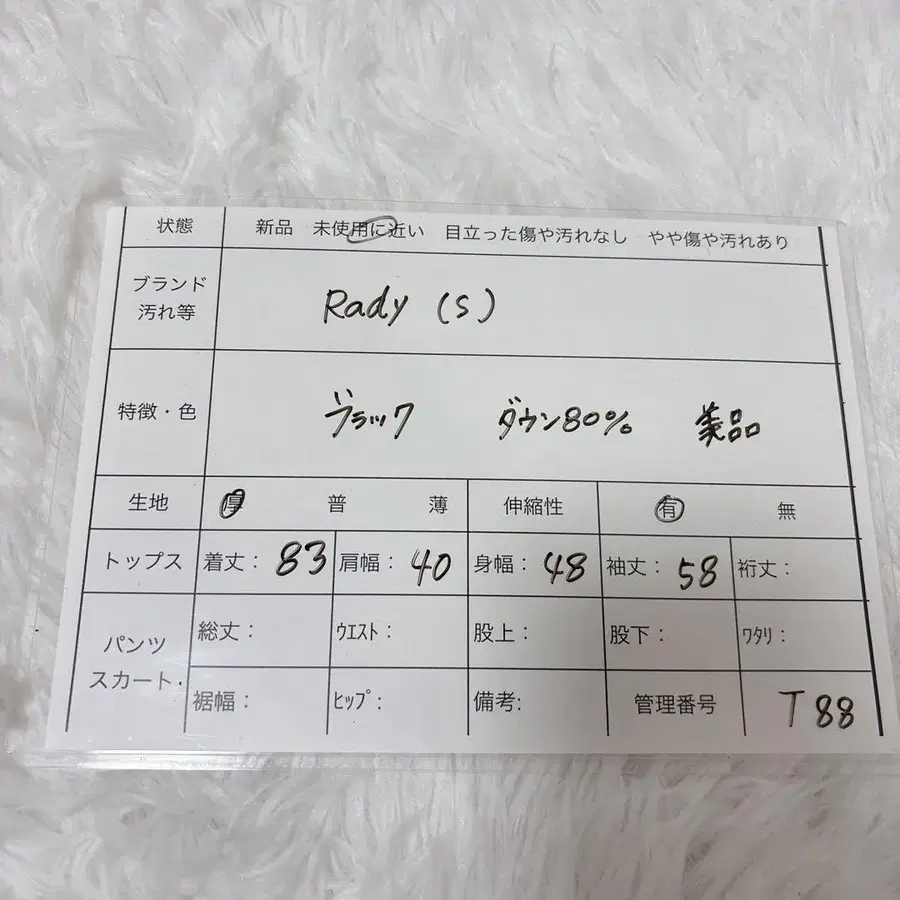 状態 新品 未使用に近い 目立った傷や汚れなし やや傷や汚れあり
ブランド
汚れ等 Rady (S)
特徴・色 ブラック ダウン80% 美品
生地 厚 普 薄 伸縮性 有 無
トップス 着丈: 83 肩幅: 40 身幅: 48 袖丈: 58 裄丈:
パンツ
スカート
総丈: ウエスト: 股上: 股下: ワタリ:
裾幅: ヒップ: 備考: 管理番号 T88